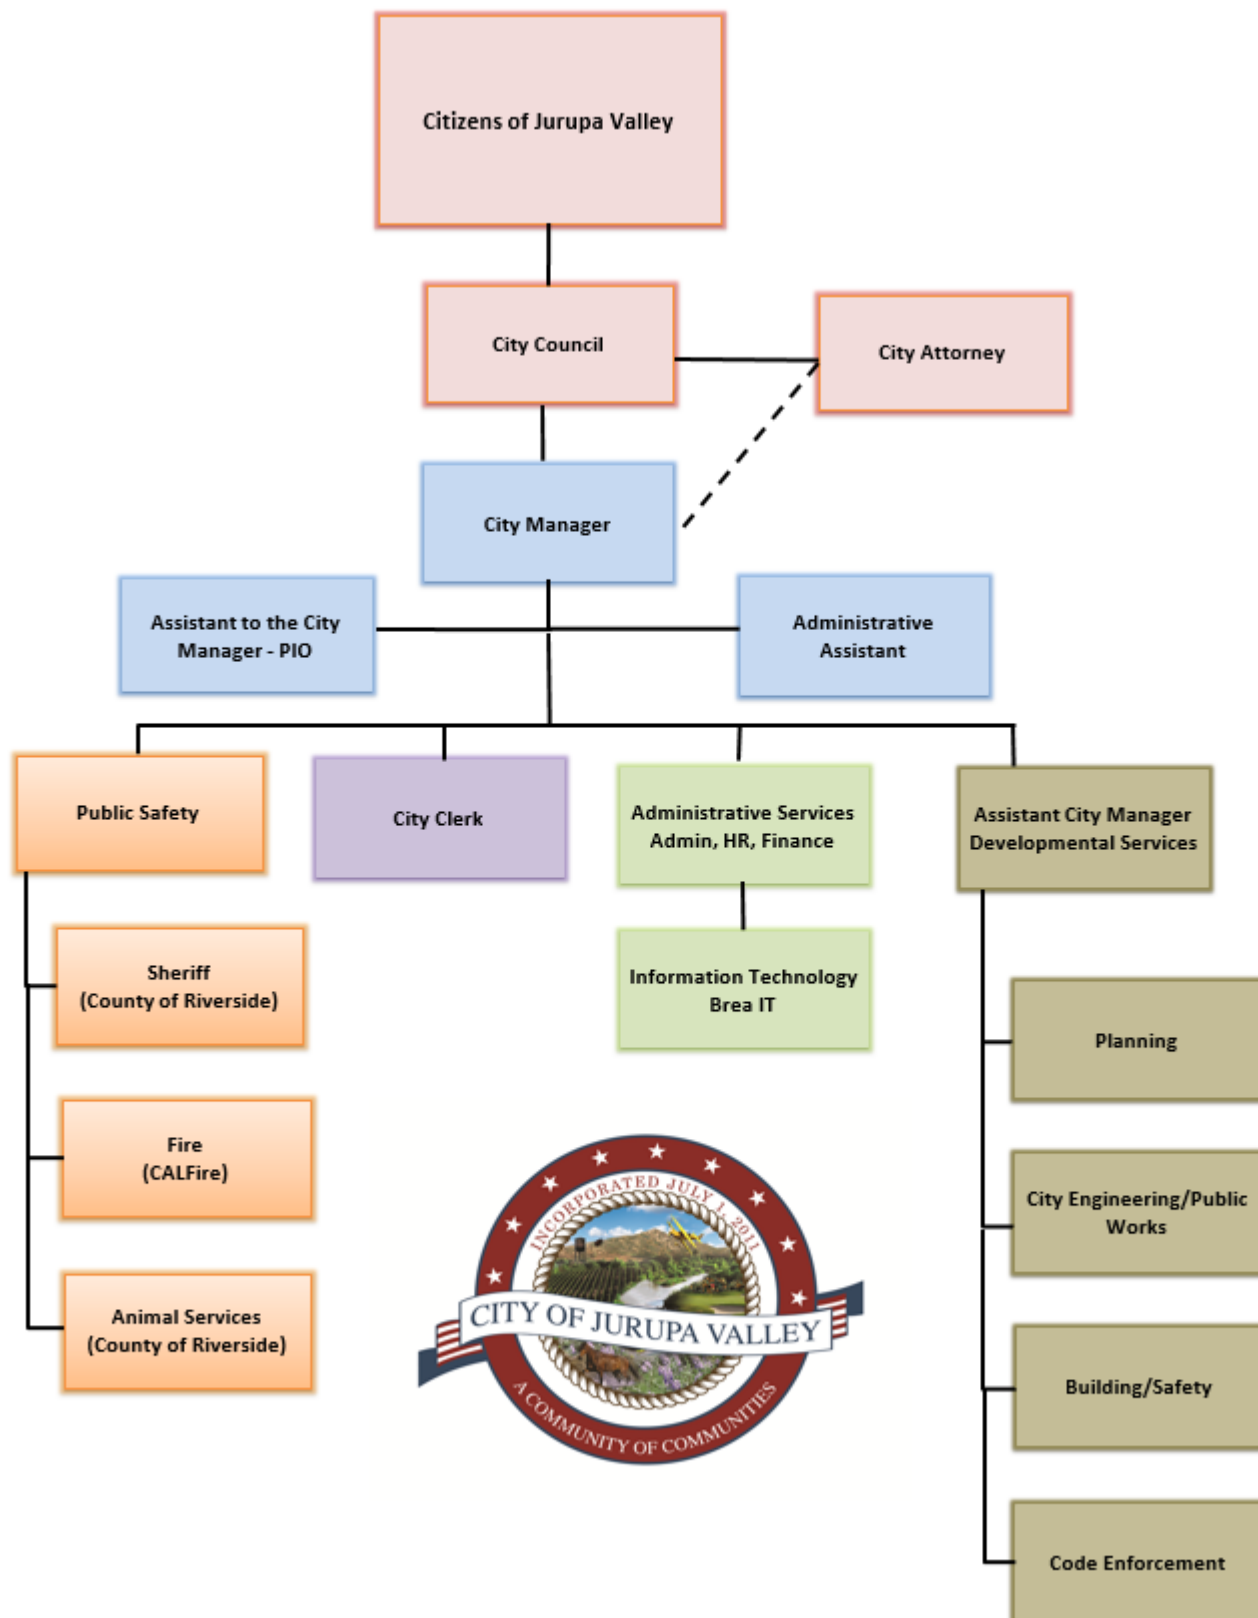 Citizens of Jurupa Valley
City Council
City Attorney
City Manager
Assistant to the City
Manager - PIO
Administrative
Assistant
Public Safety
City Clerk
Administrative Services
Admin, HR, Finance
Assistant City Manager
Developmental Services
Sheriff
(County of Riverside)
Information Technology
Brea IT
Planning
Fire
(CALFire)
City Engineering/Public
Works
Animal Services
(County of Riverside)
Building/Safety
Code Enforcement
INCORPORATED JULY 1, 2011
CITY OF JURUPA VALLEY
A COMMUNITY OF COMMUNITIES